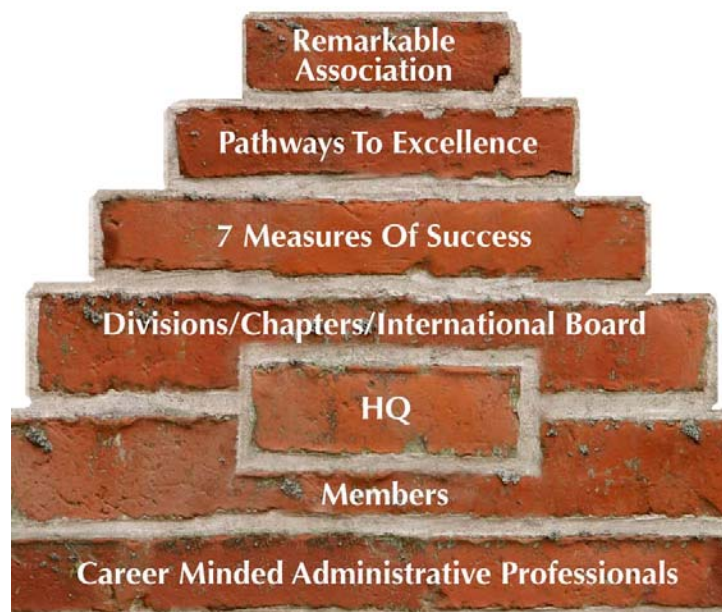 Remarkable
Association
Pathways To Excellence
7 Measures Of Success
Divisions/Chapters/International Board
HQ
Members
Career Minded Administrative Professionals